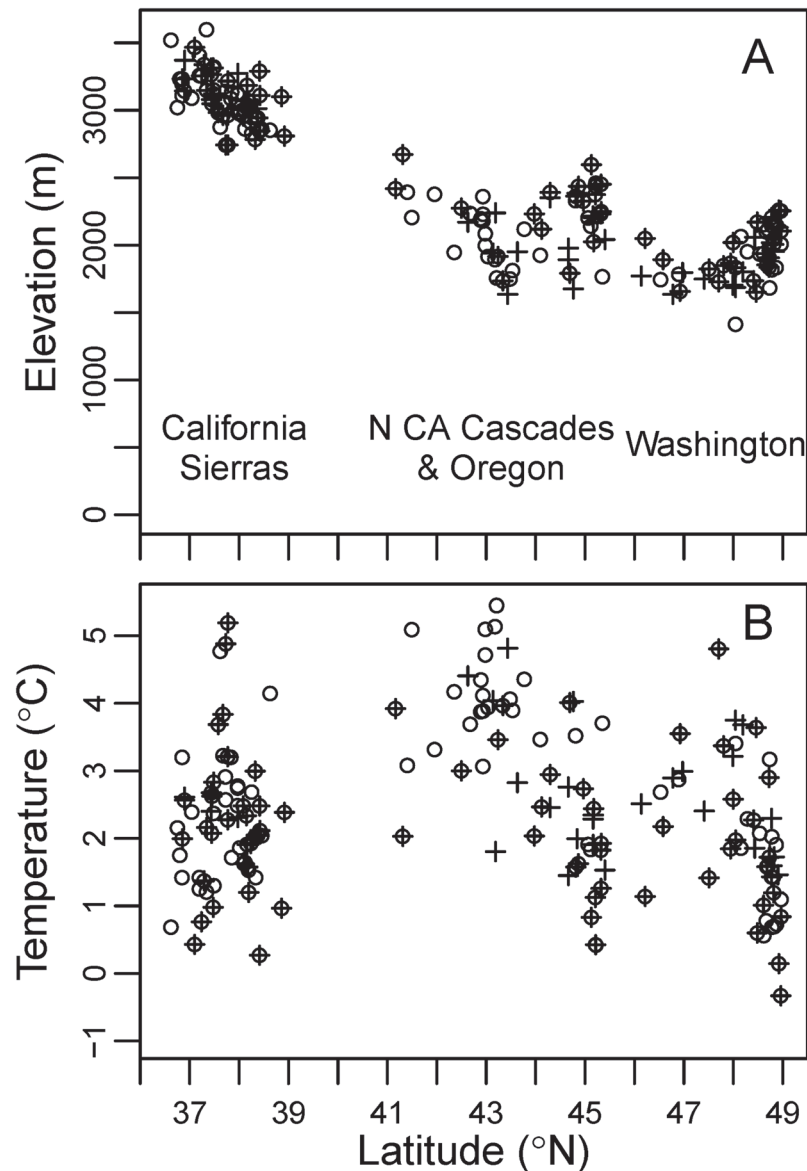 A
Elevation (m)
3000
2000
1000
0
California
Sierras
N CA Cascades
& Oregon
Washington
B
Temperature (°C)
5
4
3
2
1
0
−1
37 39 41 43 45 47 49
Latitude (°N)